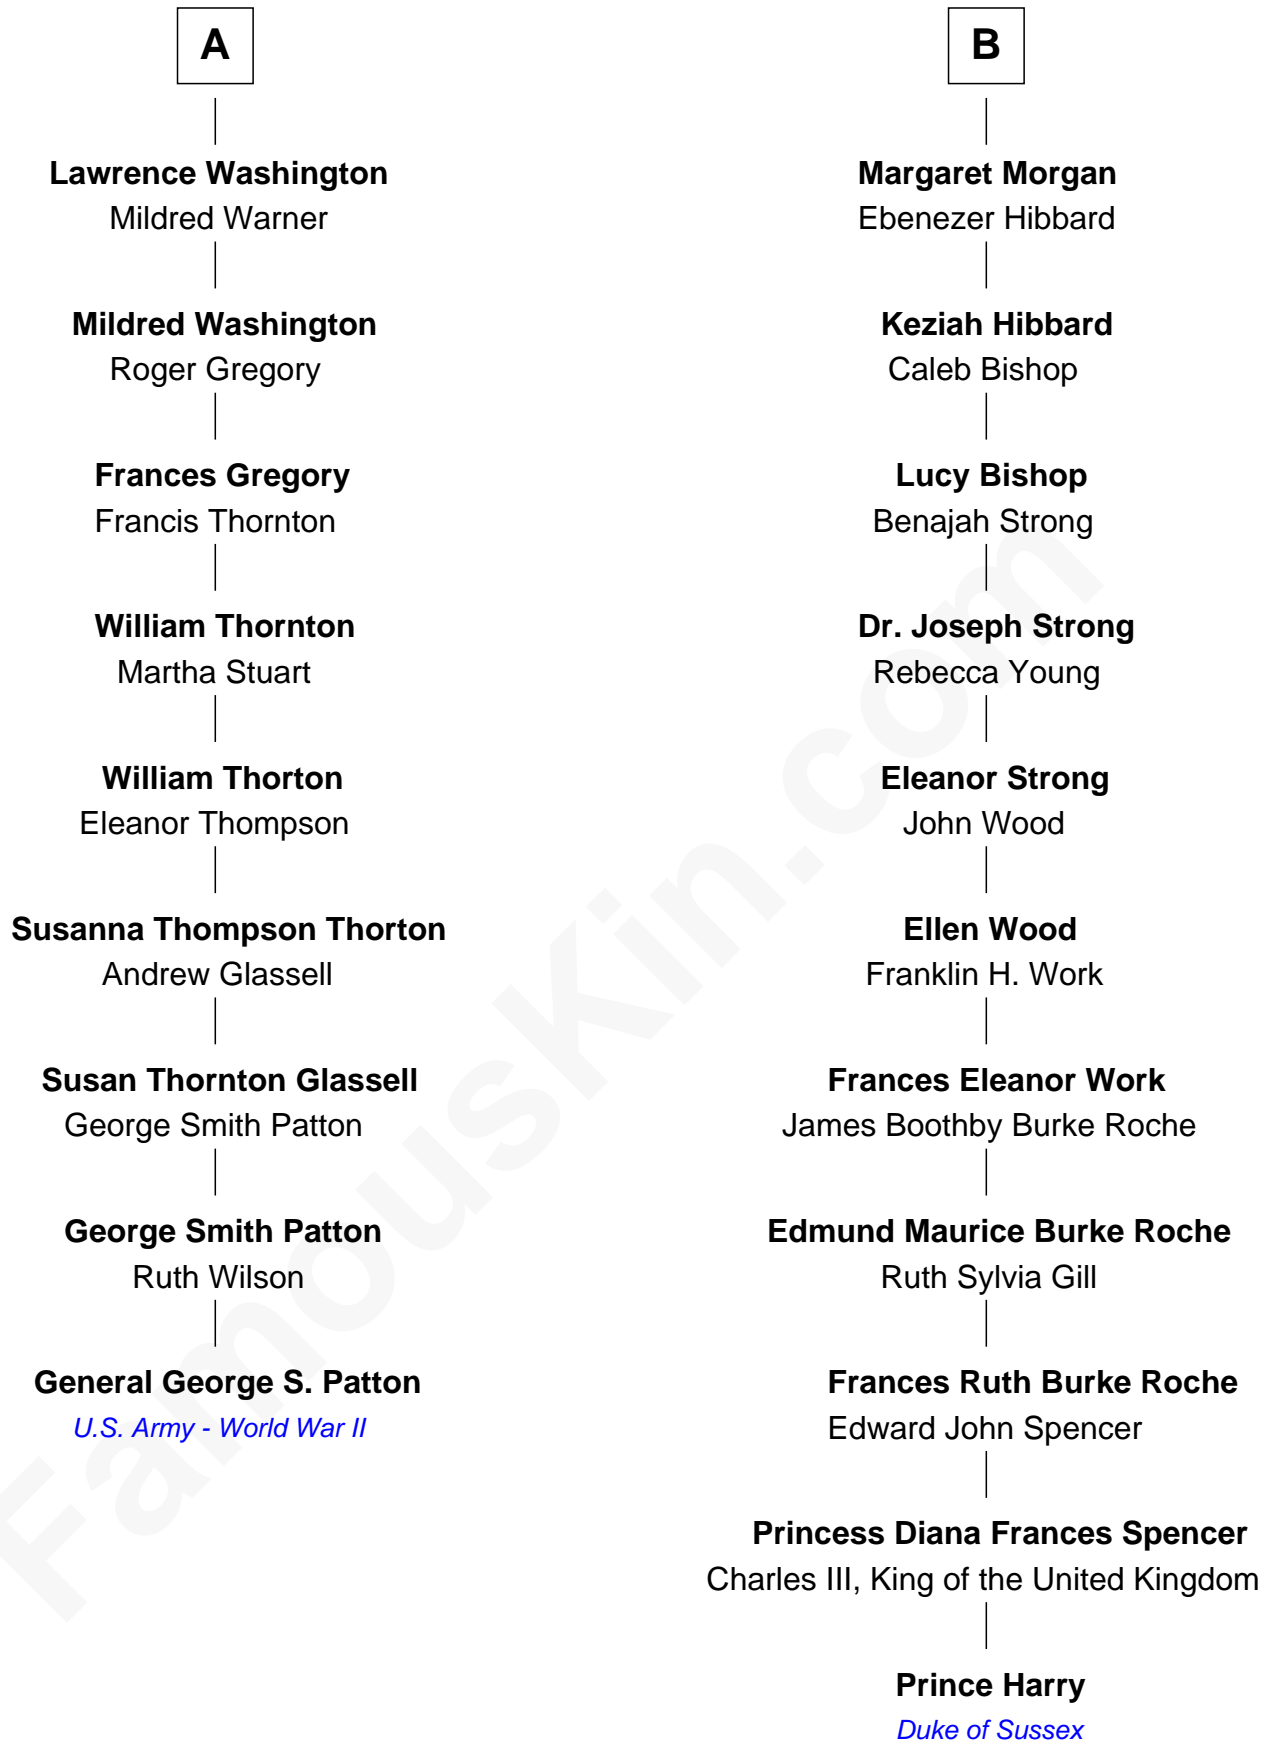 A
Lawrence Washington
Mildred Warner
Mildred Washington
Roger Gregory
Frances Gregory
Francis Thornton
William Thornton
Martha Stuart
William Thorton
Eleanor Thompson
Susanna Thompson Thorton
Andrew Glassell
Susan Thornton Glassell
George Smith Patton
George Smith Patton
Ruth Wilson
General George S. Patton
U.S. Army - World War II
B
Margaret Morgan
Ebenezer Hibbard
Keziah Hibbard
Caleb Bishop
Lucy Bishop
Benajah Strong
Dr. Joseph Strong
Rebecca Young
Eleanor Strong
John Wood
Ellen Wood
Franklin H. Work
Frances Eleanor Work
James Boothby Burke Roche
Edmund Maurice Burke Roche
Ruth Sylvia Gill
Frances Ruth Burke Roche
Edward John Spencer
Princess Diana Frances Spencer
Charles III, King of the United Kingdom
Prince Harry
Duke of Sussex
FamousKin.com